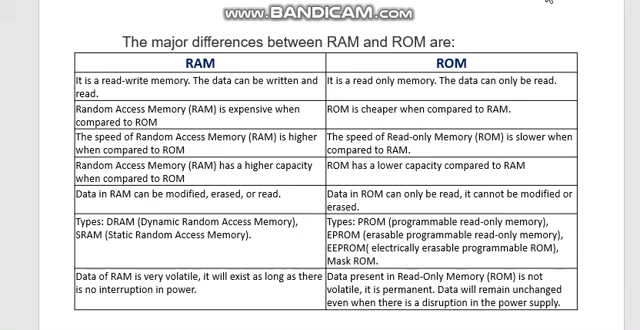 www.BANDICAM.com
The major differences between RAM and ROM are:
RAM
ROM
It is a read-write memory. The data can be written and
read.
It is a read only memory. The data can only be read.
Random Access Memory (RAM) is expensive when
compared to ROM
ROM is cheaper when compared to RAM.
The speed of Random Access Memory (RAM) is higher
when compared to ROM
The speed of Read-only Memory (ROM) is slower when
compared to RAM.
Random Access Memory (RAM) has a higher capacity
when compared to ROM
ROM has a lower capacity compared to RAM
Data in RAM can be modified, erased, or read.
Data in ROM can only be read, it cannot be modified or
erased.
Types: DRAM (Dynamic Random Access Memory),
SRAM (Static Random Access Memory).
Types: PROM (programmable read-only memory),
EPROM (erasable programmable read-only memory),
EEPROM( electrically erasable programmable ROM),
Mask ROM.
Data of RAM is very volatile, it will exist as long as there
is no interruption in power.
Data present in Read-Only Memory (ROM) is not
volatile, it is permanent. Data will remain unchanged
even when there is a disruption in the power supply.